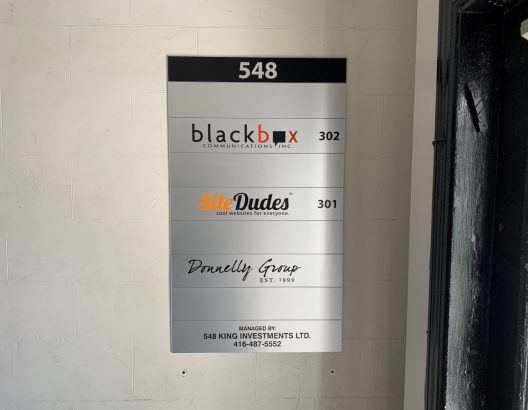 548
blackbox 302
COMMUNICATIONS INC.
SiteDudes™ 301
cool websites for everyone.
Donnelly Group
EST. 1999
MANAGED BY:
548 KING INVESTMENTS LTD.
416-487-5552